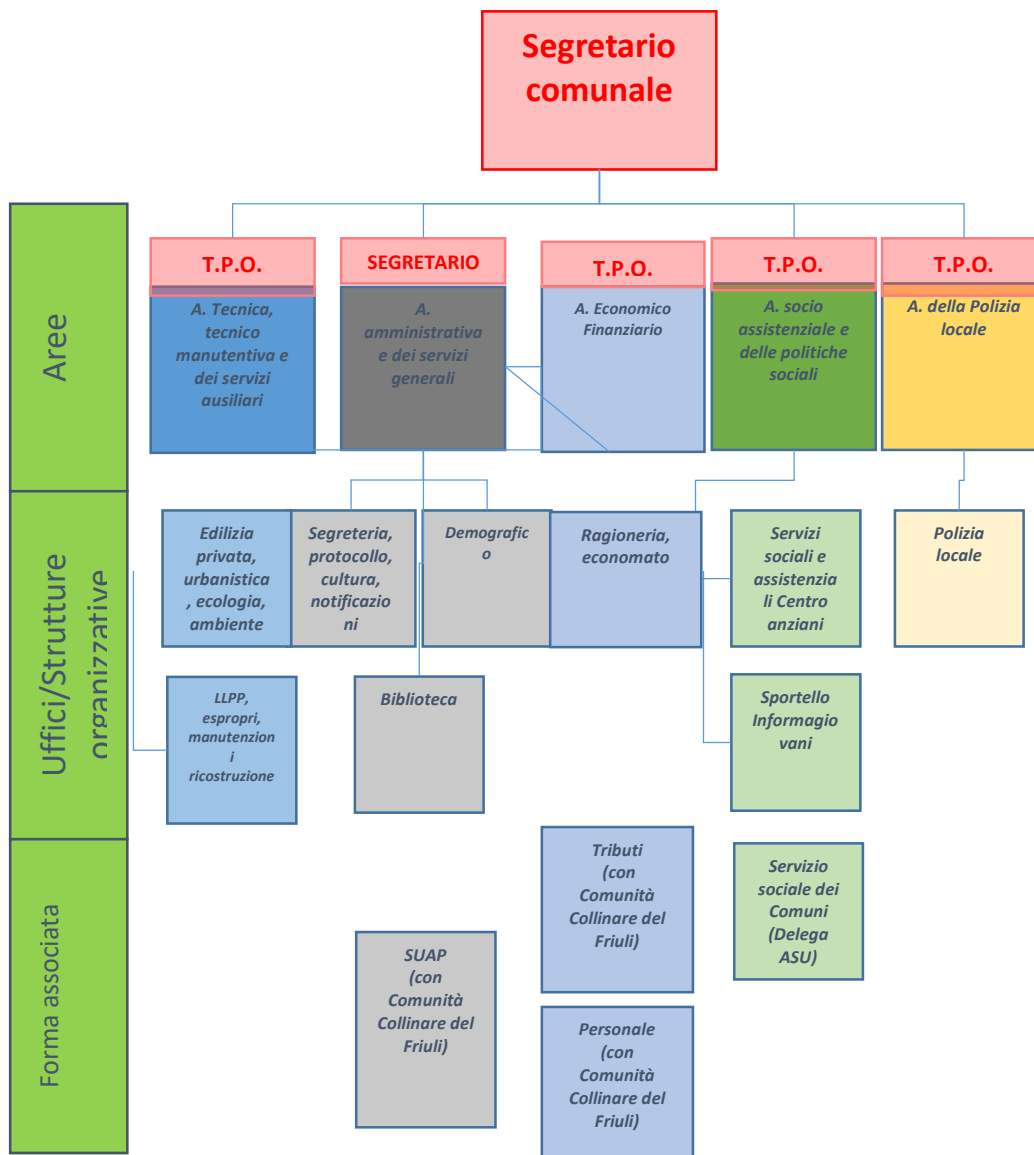 Segretario
comunale
Aree
T.P.O.
A. Tecnica,
tecnico
manutentiva e
dei servizi
ausiliari
SEGRETARIO
A.
amministrativa
e dei servizi
generali
T.P.O.
A. Economico
Finanziario
T.P.O.
A. socio
assistenziale e
delle politiche
sociali
T.P.O.
A. della Polizia
locale
Uffici/Strutture
organizzative
Edilizia
privata,
urbanistica
, ecologia,
ambiente
Segreteria,
protocollo,
cultura,
notificazio
ni
Demografic
o
Ragioneria,
economato
Servizi
sociali e
assistenzia
li Centro
anziani
Polizia
locale
LLPP,
espropri,
manutenzion
i
ricostruzione
Biblioteca
Sportello
Informagio
vani
Forma associata
SUAP
(con
Comunità
Collinare del
Friuli)
Tributi
(con
Comunità
Collinare del
Friuli)
Servizio
sociale dei
Comuni
(Delega
ASU)
Personale
(con
Comunità
Collinare del
Friuli)